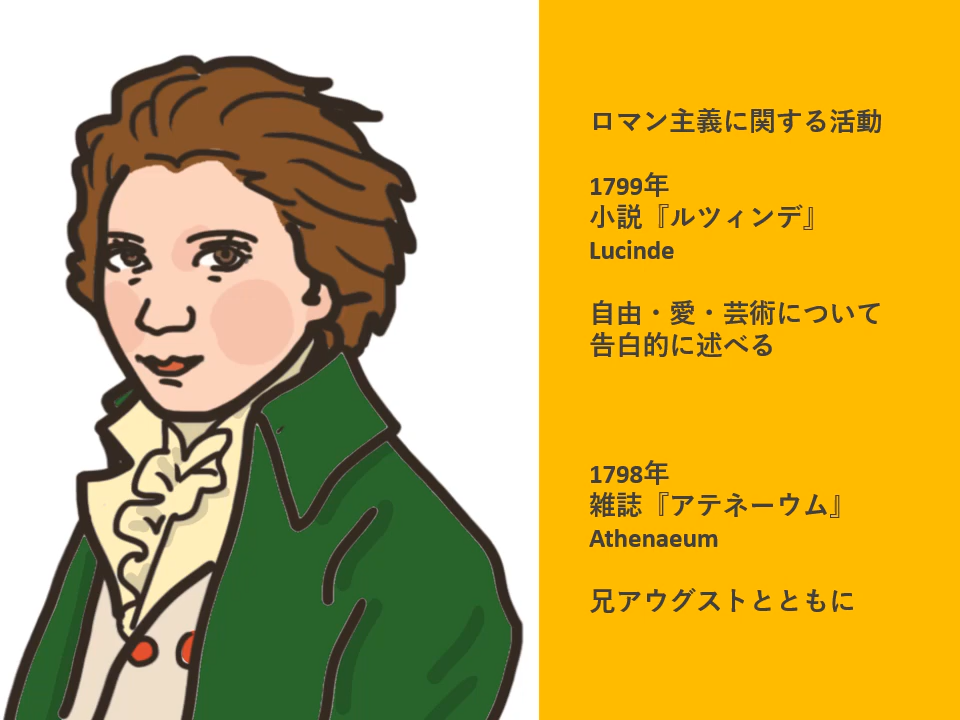 ロマン主義に関する活動
1799年
小説『ルツィンデ』
Lucinde
自由・愛・芸術について
告白的に述べる
1798年
雑誌『アテネーウム』
Athenaeum
兄アウグストとともに